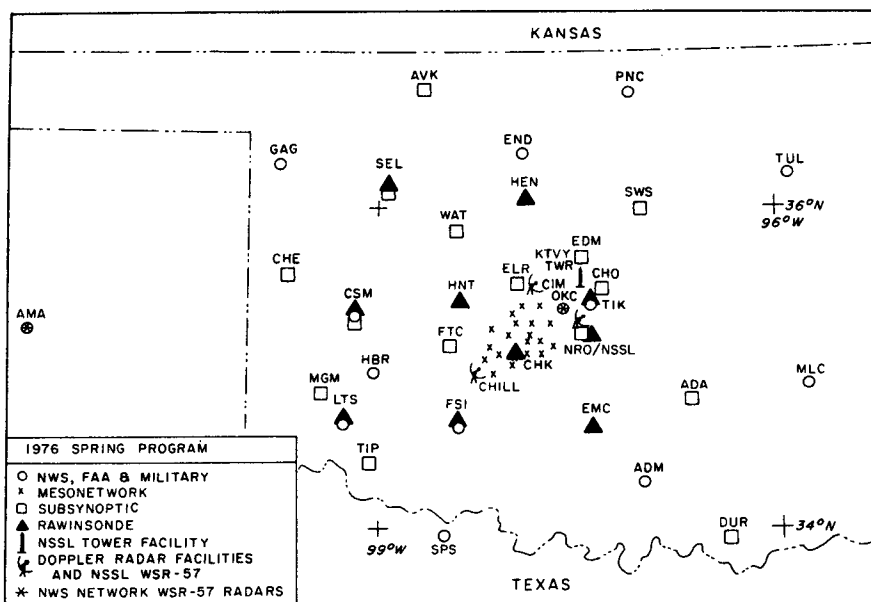 KANSAS
AVK
PNC
GAG
END
TUL
SEL
HEN
SWS
36°N
96°W
WAT
EDM
KTVY
TWR
CHE
ELR
CIM
CHO
CSM
HNT
OKC
TIK
AMA
FTC
NRO/NSSL
HBR
CHK
MLC
MGM
CHILL
ADA
LTS
FSI
EMC
TIP
ADM
1976 SPRING PROGRAM
NWS, FAA & MILITARY
MESONETWORK
SUBSYNOPTIC
RAWINSONDE
NSSL TOWER FACILITY
DOPPLER RADAR FACILITIES
AND NSSL WSR-57
NWS NETWORK WSR-57 RADARS
99°W
SPS
DUR
34°N
TEXAS